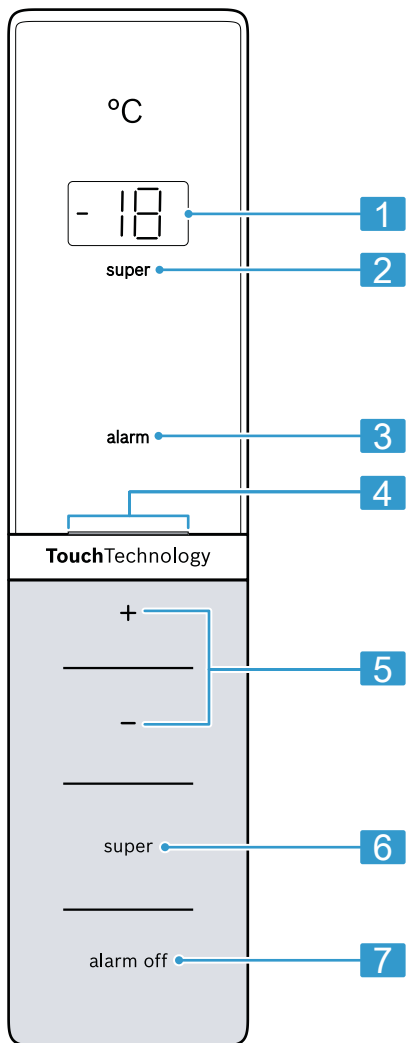 °C
- 18
1
super
2
alarm
3
4
TouchTechnology
+
5
−
super
6
alarm off
7